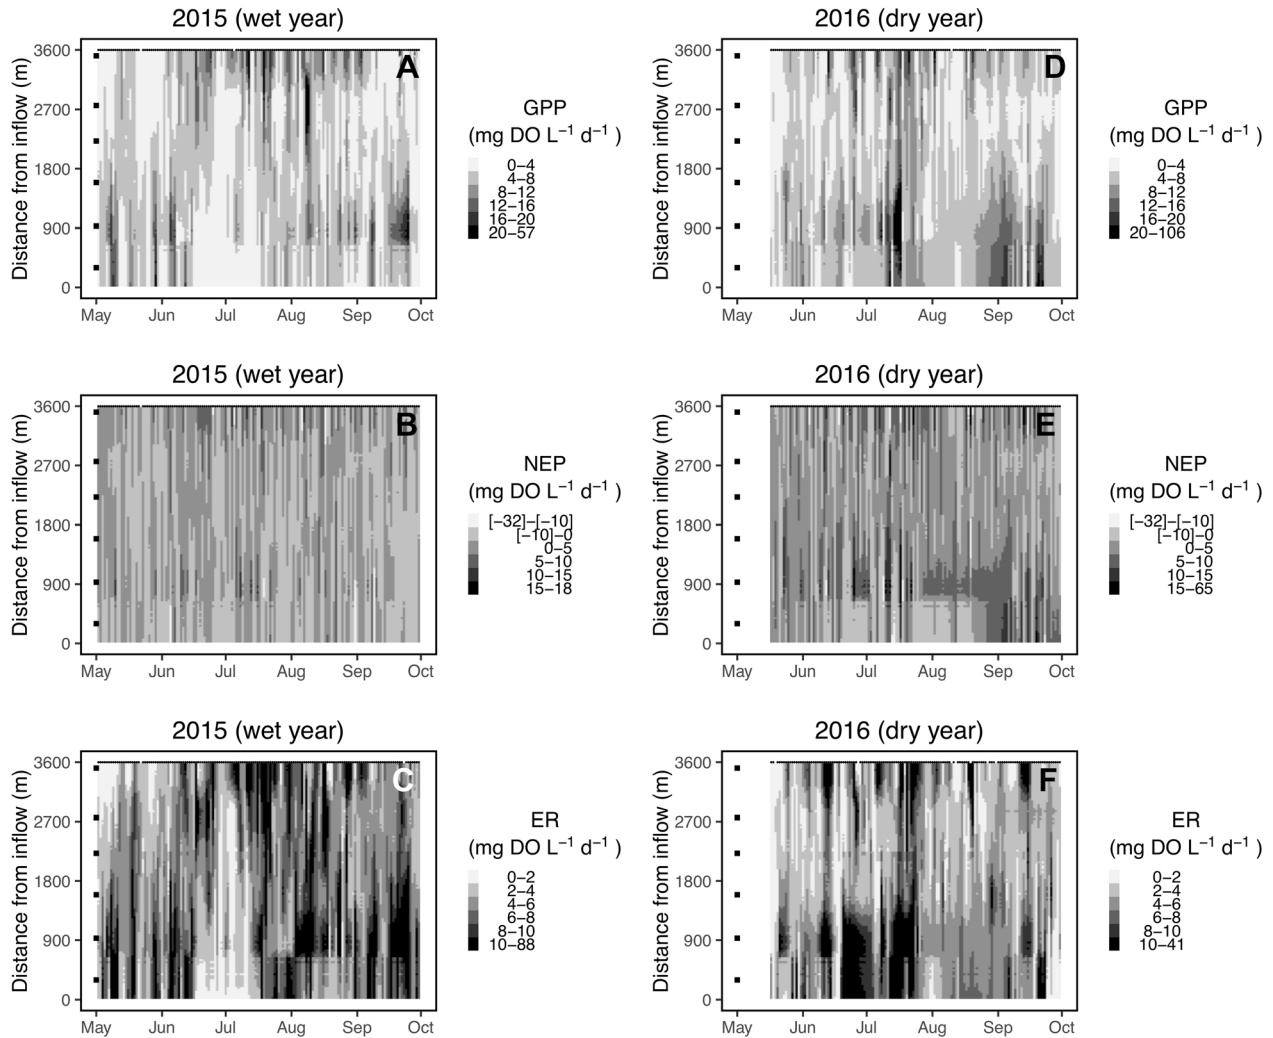 2015 (wet year)
2016 (dry year)
Distance from inflow (m)
3600
2700
1800
900
0
A
May Jun Jul Aug Sep Oct
GPP
(mg DO L⁻¹ d⁻¹ )
0−4
4−8
8−12
12−16
16−20
20−57
Distance from inflow (m)
3600
2700
1800
900
0
D
May Jun Jul Aug Sep Oct
GPP
(mg DO L⁻¹ d⁻¹ )
0−4
4−8
8−12
12−16
16−20
20−106
2015 (wet year)
2016 (dry year)
Distance from inflow (m)
3600
2700
1800
900
0
B
May Jun Jul Aug Sep Oct
NEP
(mg DO L⁻¹ d⁻¹ )
[−32]−[−10]
[−10]−0
0−5
5−10
10−15
15−18
Distance from inflow (m)
3600
2700
1800
900
0
E
May Jun Jul Aug Sep Oct
NEP
(mg DO L⁻¹ d⁻¹ )
[−32]−[−10]
[−10]−0
0−5
5−10
10−15
15−65
2015 (wet year)
2016 (dry year)
Distance from inflow (m)
3600
2700
1800
900
0
C
May Jun Jul Aug Sep Oct
ER
(mg DO L⁻¹ d⁻¹ )
0−2
2−4
4−6
6−8
8−10
10−88
Distance from inflow (m)
3600
2700
1800
900
0
F
May Jun Jul Aug Sep Oct
ER
(mg DO L⁻¹ d⁻¹ )
0−2
2−4
4−6
6−8
8−10
10−41